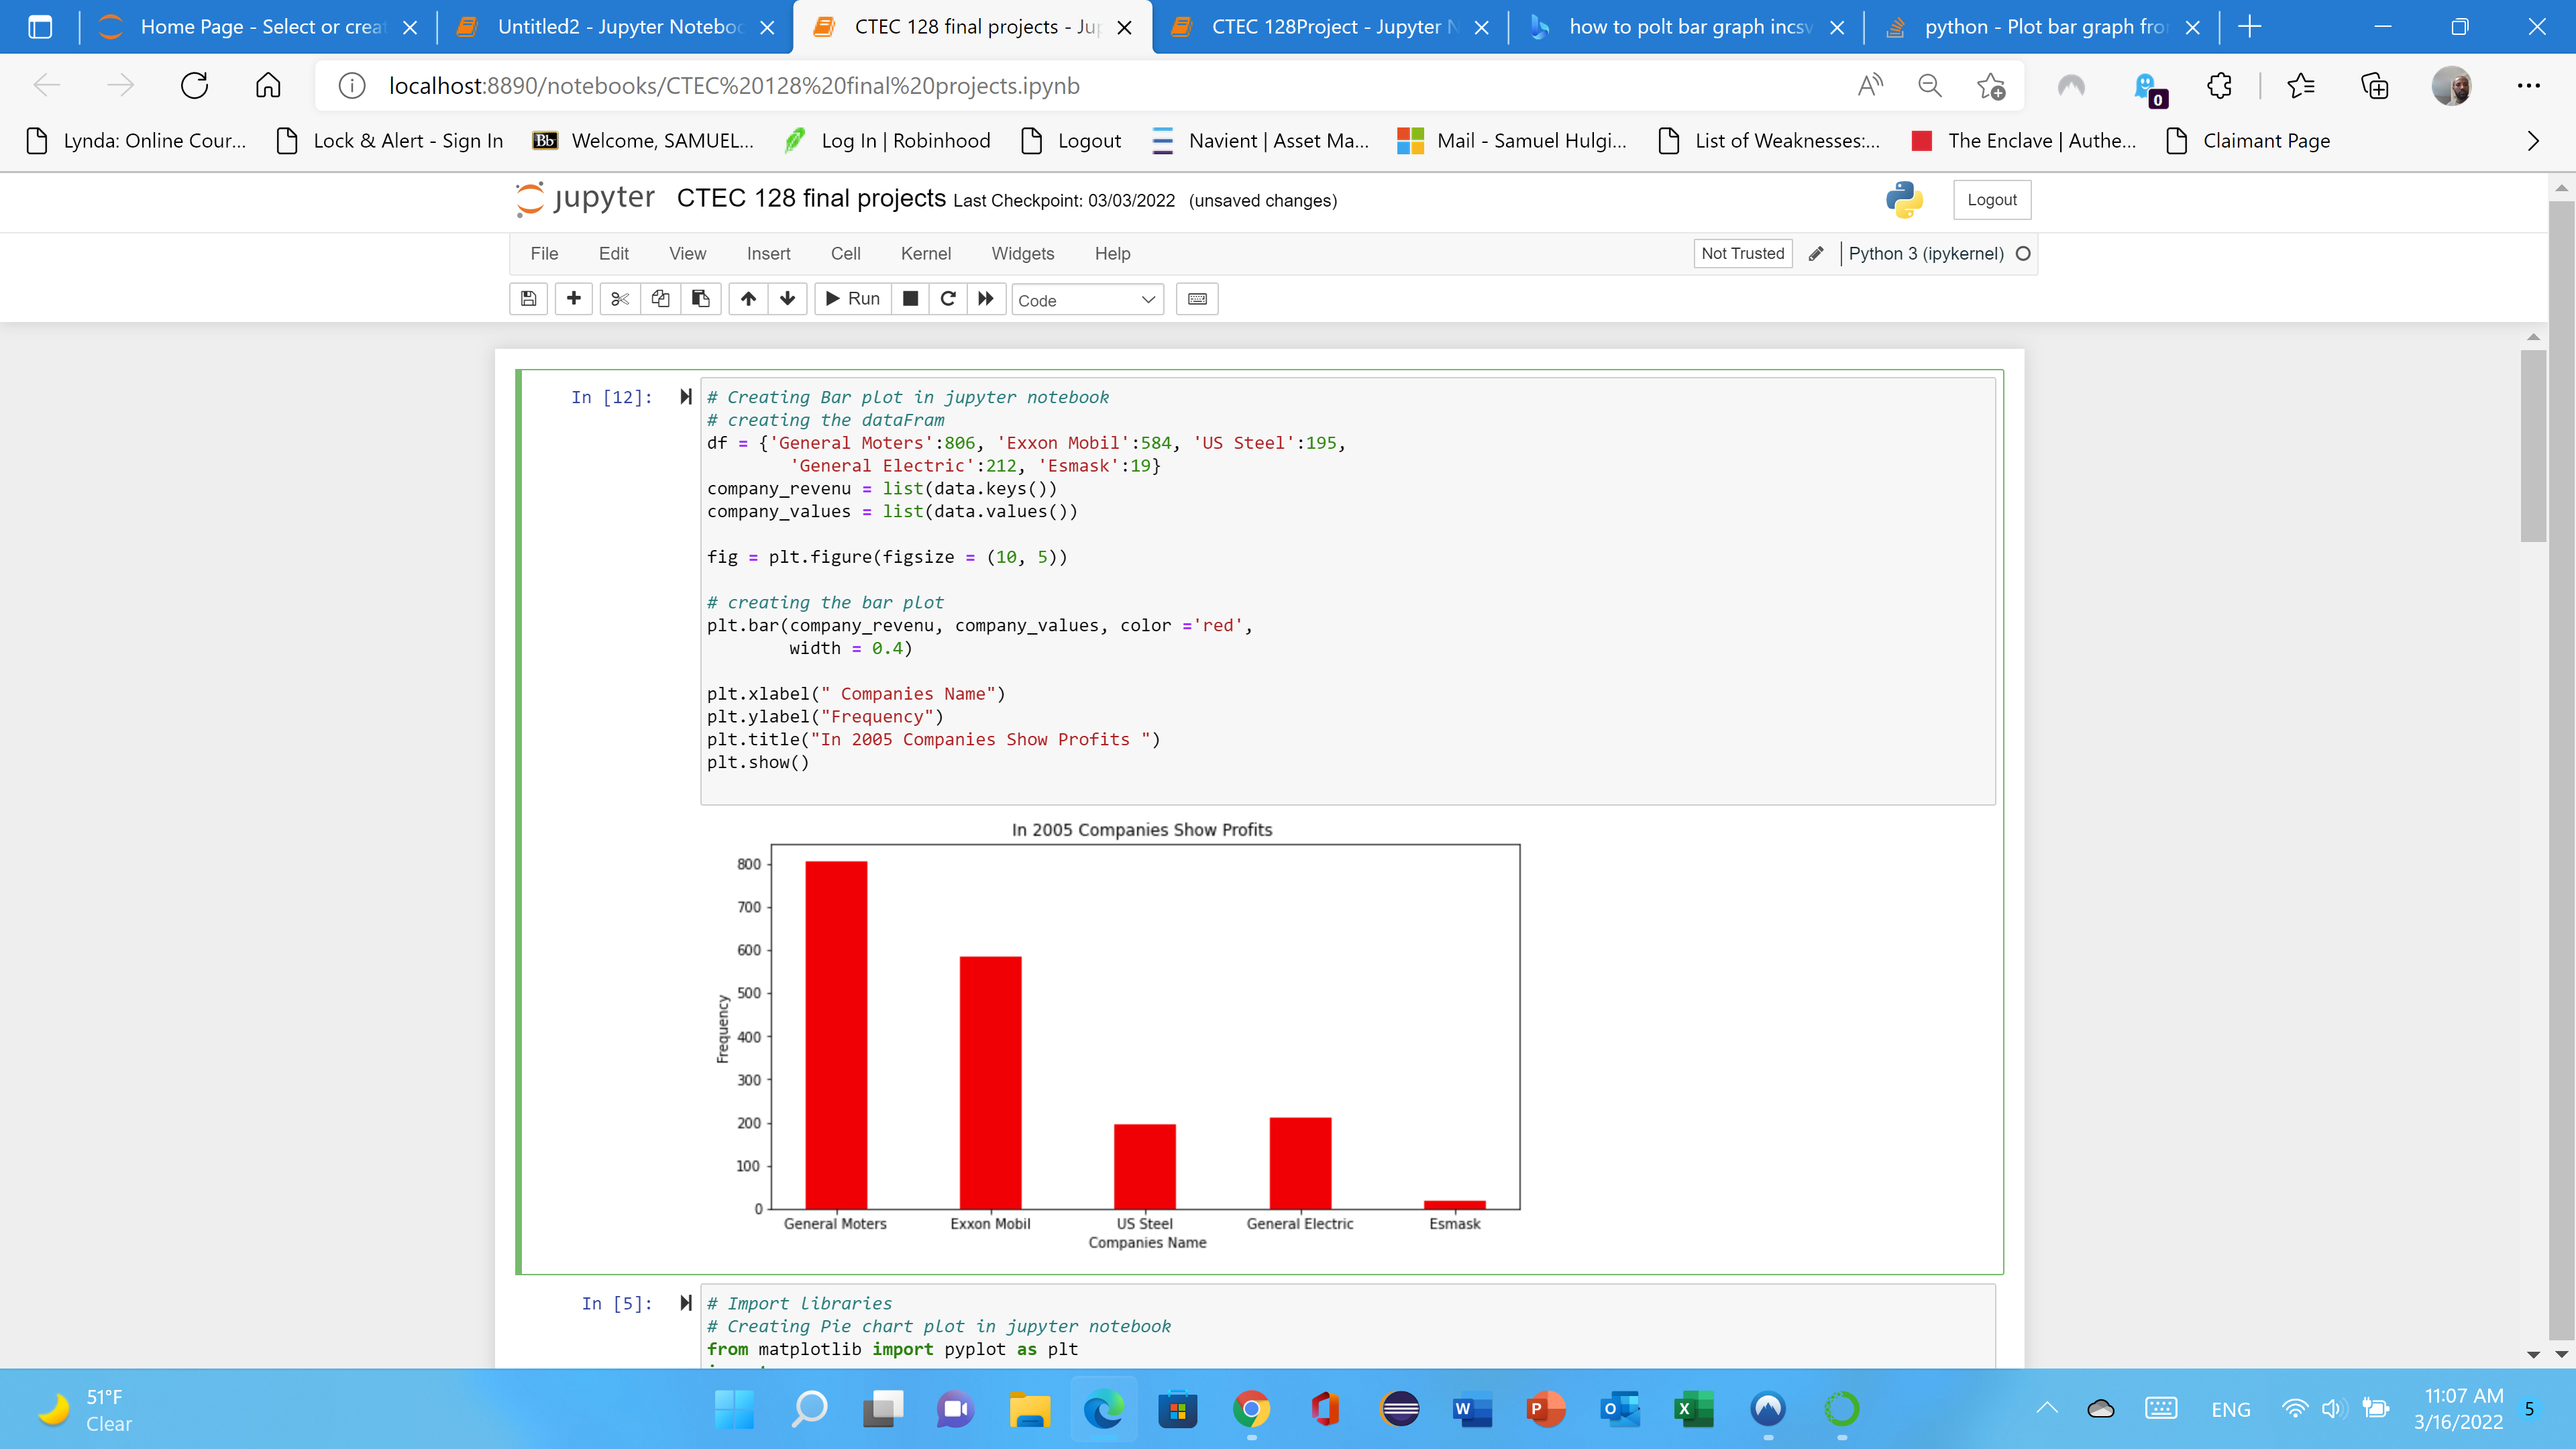 Home Page - Select or crea
Untitled2 - Jupyter Noteboo
CTEC 128 final projects - Jup
CTEC 128Project - Jupyter N
how to polt bar graph incsv
python - Plot bar graph fro
localhost:8890/notebooks/CTEC%20128%20final%20projects.ipynb
0
Lynda: Online Cour...
Lock & Alert - Sign In
Bb Welcome, SAMUEL...
Log In | Robinhood
Logout
Navient | Asset Ma...
Mail - Samuel Hulgi...
List of Weaknesses:...
The Enclave | Authe...
Claimant Page
jupyter CTEC 128 final projects Last Checkpoint: 03/03/2022 (unsaved changes)
Logout
File Edit View Insert Cell Kernel Widgets Help
Not Trusted Python 3 (ipykernel)
Run Code
In [12]:
# Creating Bar plot in jupyter notebook
# creating the dataFram
df = {'General Moters':806, 'Exxon Mobil':584, 'US Steel':195,
'General Electric':212, 'Esmask':19}
company_revenu = list(data.keys())
company_values = list(data.values())
fig = plt.figure(figsize = (10, 5))
# creating the bar plot
plt.bar(company_revenu, company_values, color ='red',
width = 0.4)
plt.xlabel(" Companies Name")
plt.ylabel("Frequency")
plt.title("In 2005 Companies Show Profits ")
plt.show()
In 2005 Companies Show Profits
800
700
600
500
400
300
200
100
0
Frequency
General Moters Exxon Mobil US Steel General Electric Esmask
Companies Name
In [5]:
# Import libraries
# Creating Pie chart plot in jupyter notebook
from matplotlib import pyplot as plt
51°F
Clear
ENG
11:07 AM
3/16/2022
5